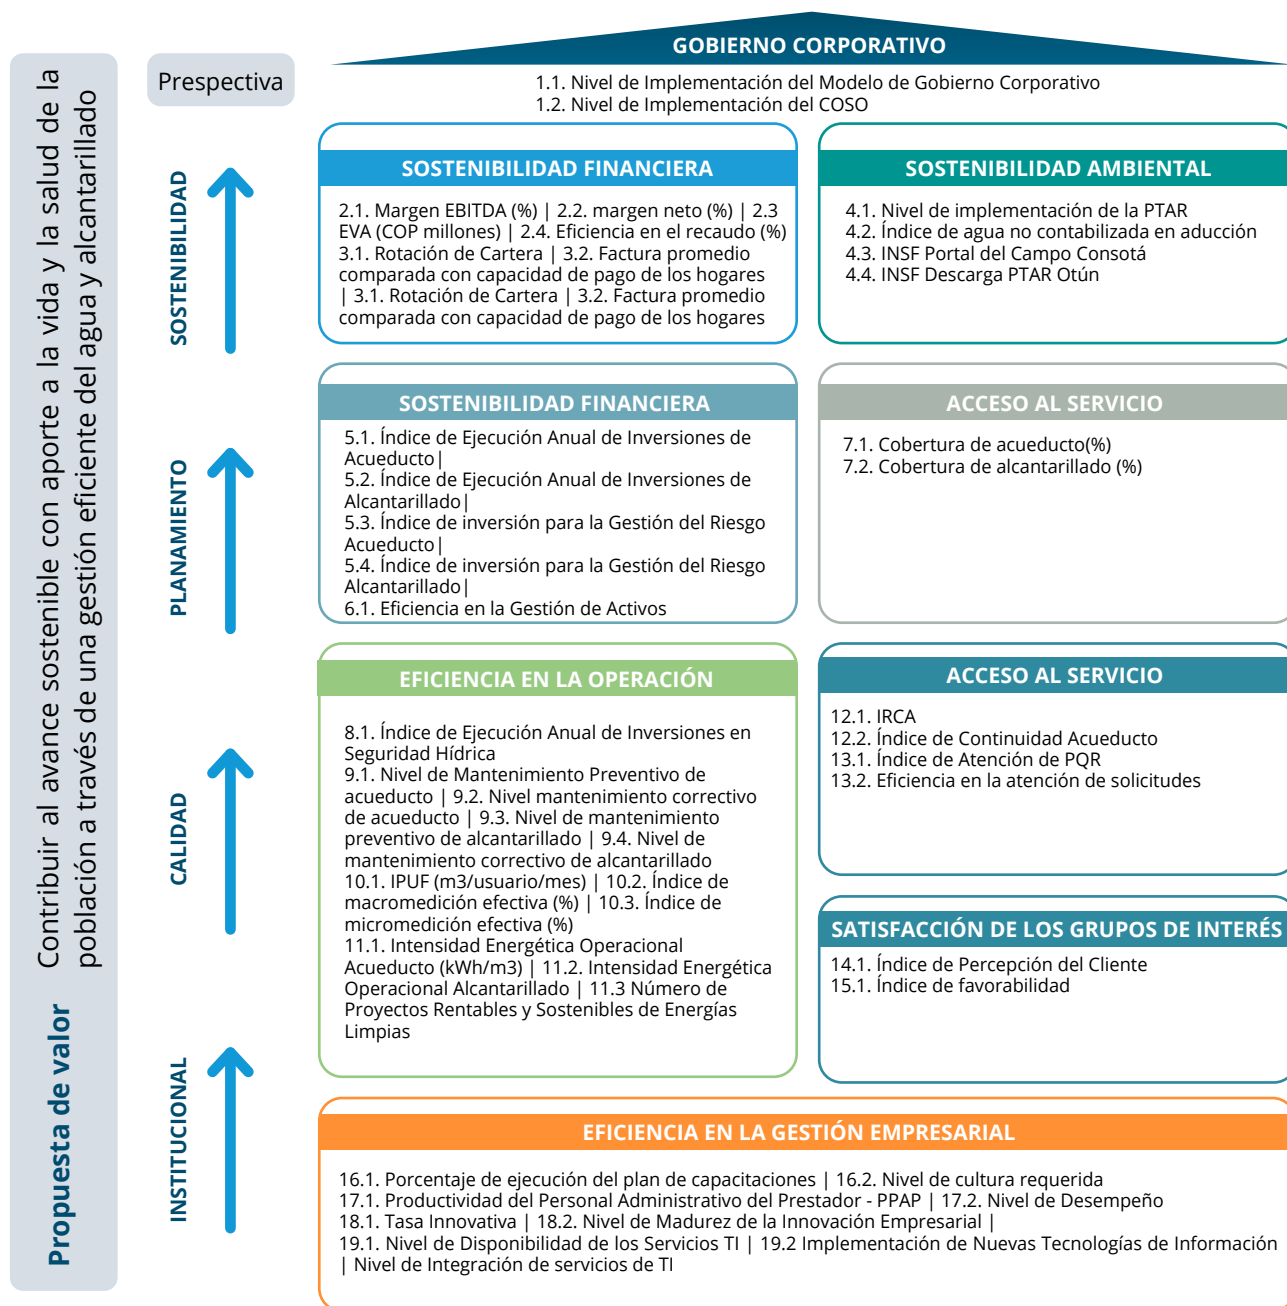 Propuesta de valor Contribuir al avance sostenible con aporte a la vida y la salud de la
población a través de una gestión eficiente del agua y alcantarillado
Prespectiva
GOBIERNO CORPORATIVO
1.1. Nivel de Implementación del Modelo de Gobierno Corporativo
1.2. Nivel de Implementación del COSO
SOSTENIBILIDAD
SOSTENIBILIDAD FINANCIERA
2.1. Margen EBITDA (%) | 2.2. margen neto (%) | 2.3
EVA (COP millones) | 2.4. Eficiencia en el recaudo (%)
3.1. Rotación de Cartera | 3.2. Factura promedio
comparada con capacidad de pago de los hogares
| 3.1. Rotación de Cartera | 3.2. Factura promedio
comparada con capacidad de pago de los hogares
SOSTENIBILIDAD AMBIENTAL
4.1. Nivel de implementación de la PTAR
4.2. Índice de agua no contabilizada en aducción
4.3. INSF Portal del Campo Consotá
4.4. INSF Descarga PTAR Otún
PLANAMIENTO
SOSTENIBILIDAD FINANCIERA
5.1. Índice de Ejecución Anual de Inversiones de
Acueducto|
5.2. Índice de Ejecución Anual de Inversiones de
Alcantarillado|
5.3. Índice de inversión para la Gestión del Riesgo
Acueducto|
5.4. Índice de inversión para la Gestión del Riesgo
Alcantarillado|
6.1. Eficiencia en la Gestión de Activos
ACCESO AL SERVICIO
7.1. Cobertura de acueducto(%)
7.2. Cobertura de alcantarillado (%)
CALIDAD
EFICIENCIA EN LA OPERACIÓN
8.1. Índice de Ejecución Anual de Inversiones en
Seguridad Hídrica
9.1. Nivel de Mantenimiento Preventivo de
acueducto | 9.2. Nivel mantenimiento correctivo
de acueducto | 9.3. Nivel de mantenimiento
preventivo de alcantarillado | 9.4. Nivel de
mantenimiento correctivo de alcantarillado
10.1. IPUF (m3/usuario/mes) | 10.2. Índice de
macromedición efectiva (%) | 10.3. Índice de
micromedición efectiva (%)
11.1. Intensidad Energética Operacional
Acueducto (kWh/m3) | 11.2. Intensidad Energética
Operacional Alcantarillado | 11.3 Número de
Proyectos Rentables y Sostenibles de Energías
Limpias
ACCESO AL SERVICIO
12.1. IRCA
12.2. Índice de Continuidad Acueducto
13.1. Índice de Atención de PQR
13.2. Eficiencia en la atención de solicitudes
SATISFACCIÓN DE LOS GRUPOS DE INTERÉS
14.1. Índice de Percepción del Cliente
15.1. Índice de favorabilidad
INSTITUCIONAL
EFICIENCIA EN LA GESTIÓN EMPRESARIAL
16.1. Porcentaje de ejecución del plan de capacitaciones | 16.2. Nivel de cultura requerida
17.1. Productividad del Personal Administrativo del Prestador - PPAP | 17.2. Nivel de Desempeño
18.1. Tasa Innovativa | 18.2. Nivel de Madurez de la Innovación Empresarial |
19.1. Nivel de Disponibilidad de los Servicios TI | 19.2 Implementación de Nuevas Tecnologías de Información
| Nivel de Integración de servicios de TI